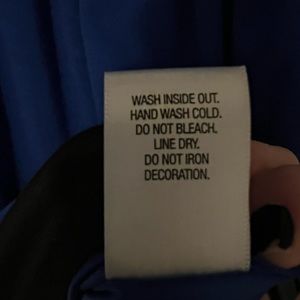 WASH INSIDE OUT.
HAND WASH COLD.
DO NOT BLEACH.
LINE DRY.
DO NOT IRON
DECORATION.